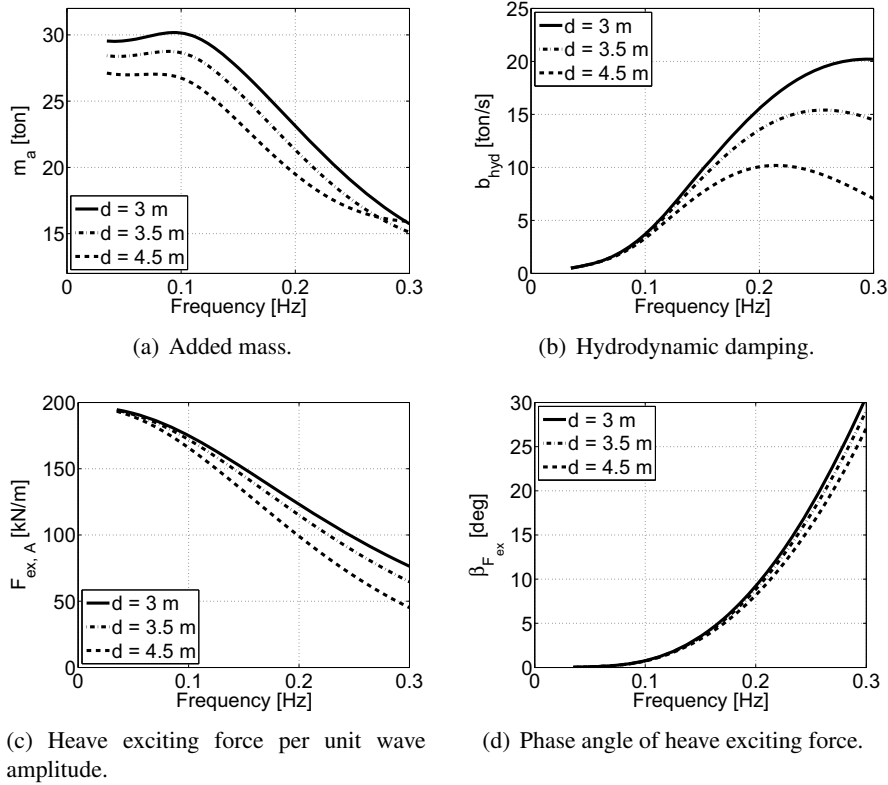 30
25
20
15
m_a [ton]
d = 3 m
d = 3.5 m
d = 4.5 m
0 0.1 0.2 0.3
Frequency [Hz]
(a) Added mass.
25
20
15
10
5
0
b_hyd [ton/s]
d = 3 m
d = 3.5 m
d = 4.5 m
0 0.1 0.2 0.3
Frequency [Hz]
(b) Hydrodynamic damping.
200
150
100
50
0
F_ex, A [kN/m]
d = 3 m
d = 3.5 m
d = 4.5 m
0 0.1 0.2 0.3
Frequency [Hz]
(c) Heave exciting force per unit wave
amplitude.
30
25
20
15
10
5
0
β_F_ex [deg]
d = 3 m
d = 3.5 m
d = 4.5 m
0 0.1 0.2 0.3
Frequency [Hz]
(d) Phase angle of heave exciting force.